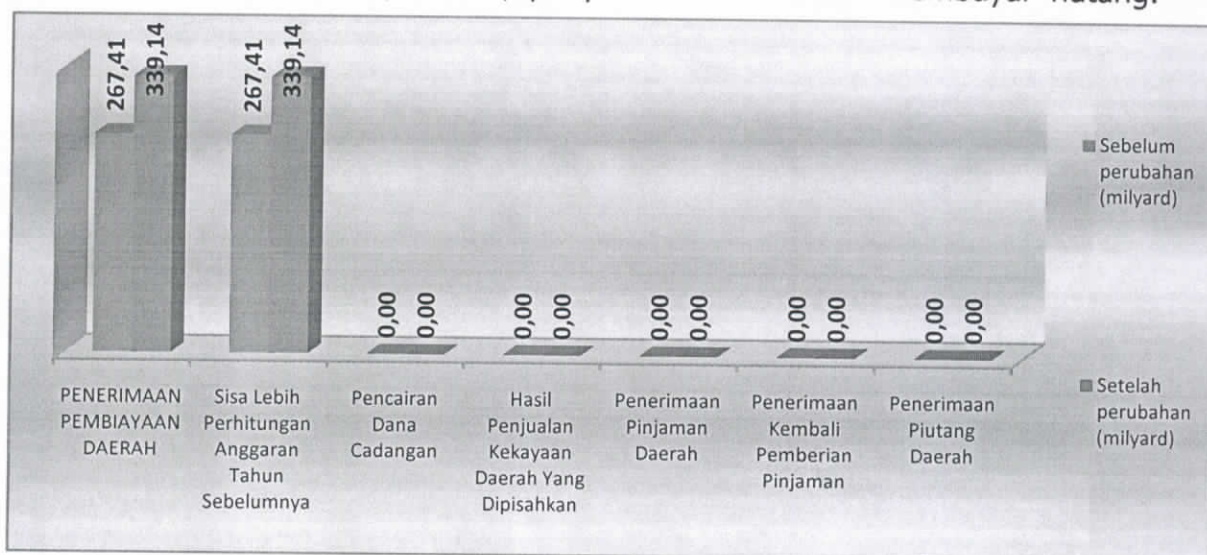 hutang.
267,41
339,14
267,41
339,14
0,00
0,00
0,00
0,00
0,00
0,00
0,00
0,00
0,00
0,00
PENERIMAAN
PEMBIAYAAN
DAERAH
Sisa Lebih
Perhitungan
Anggaran
Tahun
Sebelumnya
Pencairan
Dana
Cadangan
Hasil
Penjualan
Kekayaan
Daerah Yang
Dipisahkan
Penerimaan
Pinjaman
Daerah
Penerimaan
Kembali
Pemberian
Pinjaman
Penerimaan
Piutang
Daerah
Sebelum
perubahan
(milyard)
Setelah
perubahan
(milyard)